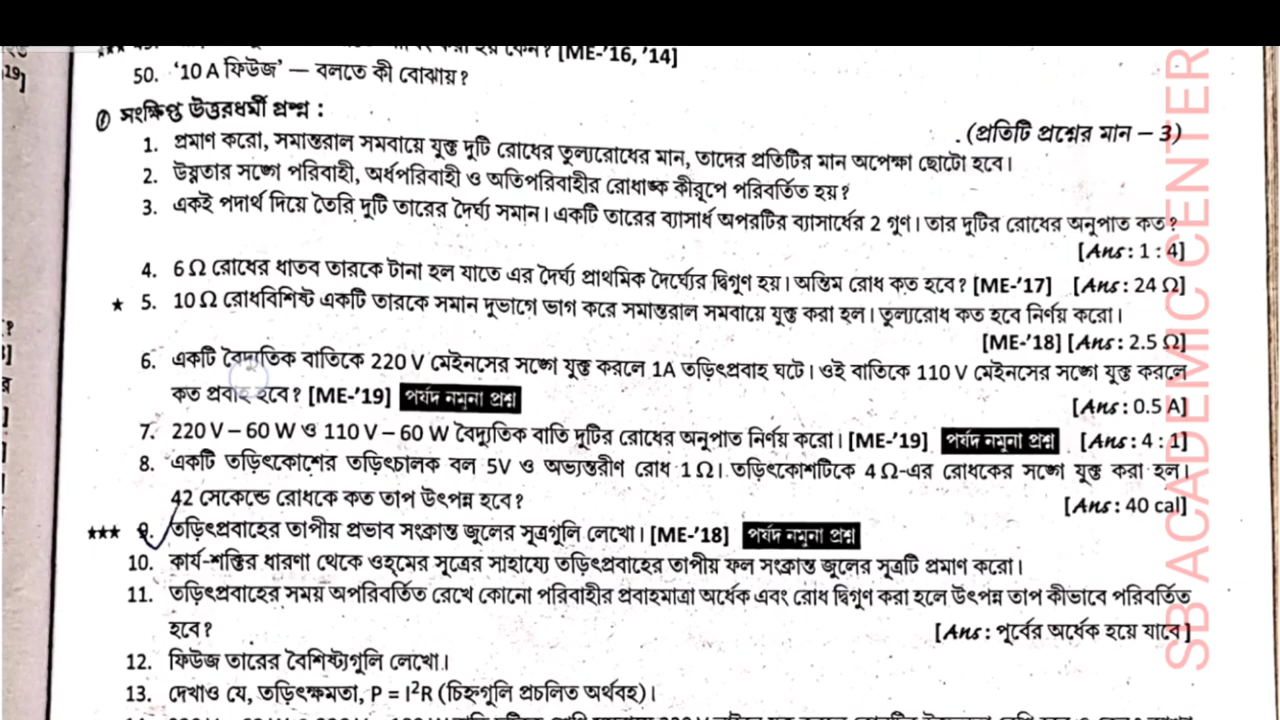 করা হয় কেন? [ME-'16, '14]
50. '10 A ফিউজ' — বলতে কী বোঝায়?
সংক্ষিপ্ত উত্তরধর্মী প্রশ্ন :
(প্রতিটি প্রশ্নের মান – 3)
1. প্রমাণ করো, সমান্তরাল সমবায়ে যুক্ত দুটি রোধের তুল্যরোধের মান, তাদের প্রতিটির মান অপেক্ষা ছোটো হবে।
2. উষ্ণতার সঙ্গে পরিবাহী, অর্ধপরিবাহী ও অতিপরিবাহীর রোধাঙ্ক কীরূপে পরিবর্তিত হয়?
3. একই পদার্থ দিয়ে তৈরি দুটি তারের দৈর্ঘ্য সমান। একটি তারের ব্যাসার্ধ অপরটির ব্যাসার্ধের 2 গুণ। তার দুটির রোধের অনুপাত কত?
[Ans : 1 : 4]
4. 6 Ω রোধের ধাতব তারকে টানা হল যাতে এর দৈর্ঘ্য প্রাথমিক দৈর্ঘ্যের দ্বিগুণ হয়। অন্তিম রোধ কত হবে? [ME-'17] [Ans : 24 Ω]
★ 5. 10 Ω রোধবিশিষ্ট একটি তারকে সমান দুভাগে ভাগ করে সমান্তরাল সমবায়ে যুক্ত করা হল। তুল্যরোধ কত হবে নির্ণয় করো।
[ME-'18] [Ans : 2.5 Ω]
6. একটি বৈদ্যুতিক বাতিকে 220 V মেইনসের সঙ্গে যুক্ত করলে 1A তড়িৎপ্রবাহ ঘটে। ওই বাতিকে 110 V মেইনসের সঙ্গে যুক্ত করলে
কত প্রবাহ হবে? [ME-'19] পর্ষদ নমুনা প্রশ্ন [Ans : 0.5 A]
7. 220 V – 60 W ও 110 V – 60 W বৈদ্যুতিক বাতি দুটির রোধের অনুপাত নির্ণয় করো। [ME-'19] পর্ষদ নমুনা প্রশ্ন [Ans : 4 : 1]
8. একটি তড়িৎকোশের তড়িৎচালক বল 5V ও অভ্যন্তরীণ রোধ 1 Ω। তড়িৎকোশটিকে 4 Ω-এর রোধকের সঙ্গে যুক্ত করা হল।
42 সেকেন্ডে রোধকে কত তাপ উৎপন্ন হবে? [Ans : 40 cal]
★★★ 9. তড়িৎপ্রবাহের তাপীয় প্রভাব সংক্রান্ত জুলের সূত্রগুলি লেখো। [ME-'18] পর্ষদ নমুনা প্রশ্ন
10. কার্য-শক্তির ধারণা থেকে ওহমের সূত্রের সাহায্যে তড়িৎপ্রবাহের তাপীয় ফল সংক্রান্ত জুলের সূত্রটি প্রমাণ করো।
11. তড়িৎপ্রবাহের সময় অপরিবর্তিত রেখে কোনো পরিবাহীর প্রবাহমাত্রা অর্ধেক এবং রোধ দ্বিগুণ করা হলে উৎপন্ন তাপ কীভাবে পরিবর্তিত
হবে? [Ans : পূর্বের অর্ধেক হয়ে যাবে]
12. ফিউজ তারের বৈশিষ্ট্যগুলি লেখো।
13. দেখাও যে, তড়িৎক্ষমতা, P = I²R (চিহ্নগুলি প্রচলিত অর্থবহ)।
SB ACADEMIC CENTER